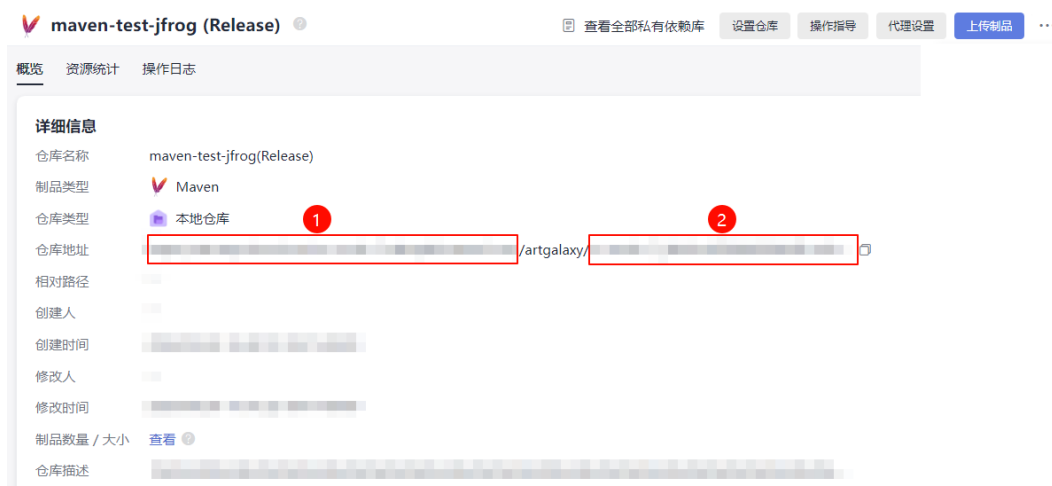 maven-test-jfrog (Release) 查看全部私有依赖库 设置仓库 操作指导 代理设置 上传制品
概览 资源统计 操作日志
详细信息
仓库名称 maven-test-jfrog(Release)
制品类型 Maven
仓库类型 本地仓库 1 2
仓库地址 /artgalaxy/
相对路径
创建人
创建时间
修改人
修改时间
制品数量 / 大小 查看
仓库描述